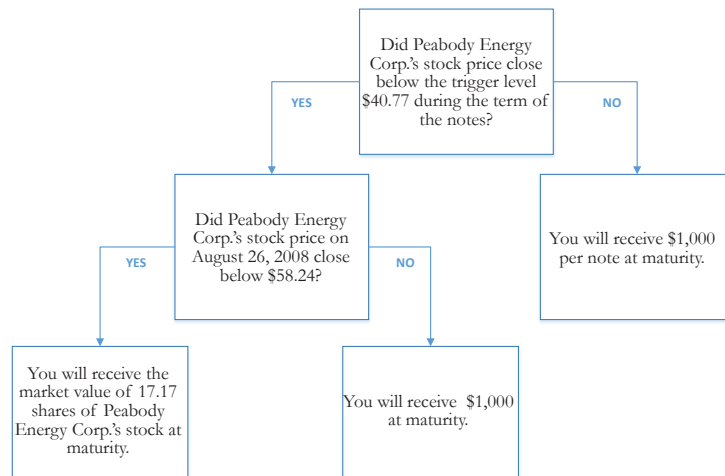 Did Peabody Energy
Corp.'s stock price close
below the trigger level
$40.77 during the term of
the notes?
YES
NO
Did Peabody Energy
Corp.'s stock price on
August 26, 2008 close
below $58.24?
You will receive $1,000
per note at maturity.
YES
NO
You will receive the
market value of 17.17
shares of Peabody
Energy Corp.'s stock at
maturity.
You will receive $1,000
at maturity.